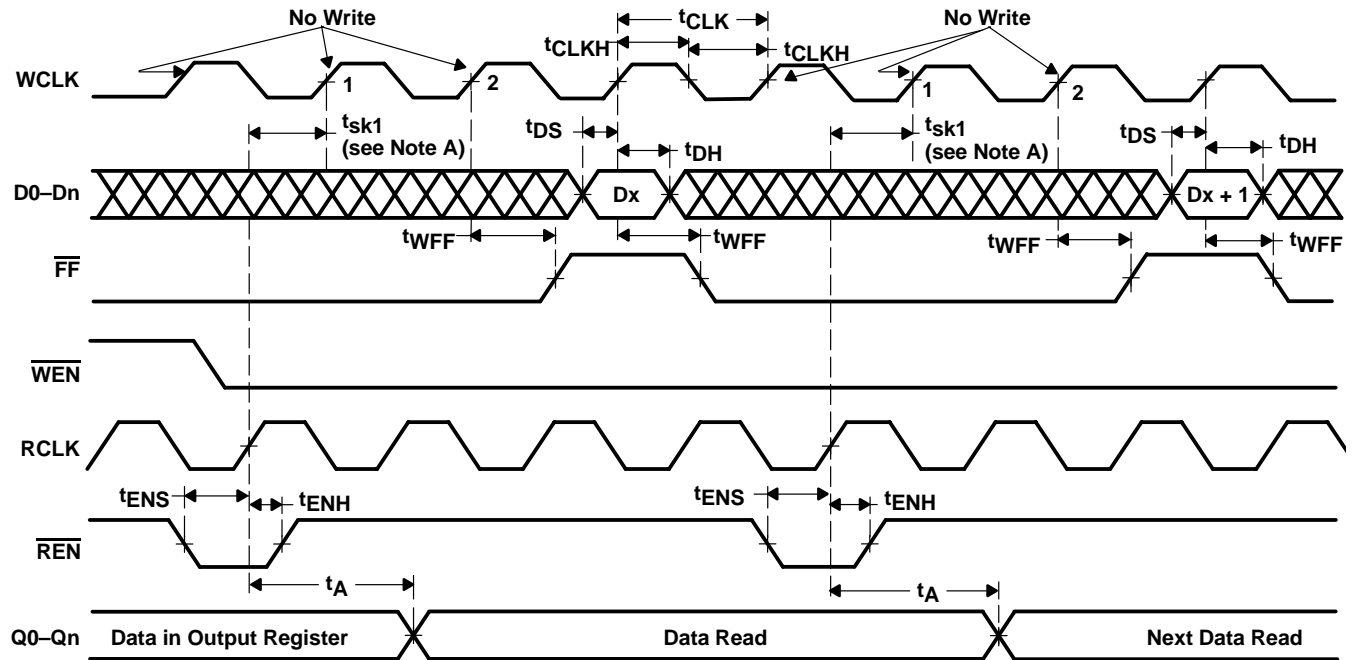 No Write
tCLK
No Write
tCLKH
tCLKH
WCLK
1
2
1
2
tsk1
(see Note A)
tDS
tDH
tsk1
(see Note A)
tDS
tDH
D0–Dn
Dx
Dx + 1
tWFF
tWFF
tWFF
tWFF
FF
WEN
RCLK
tENS
tENH
tENS
tENH
REN
tA
tA
Q0–Qn
Data in Output Register
Data Read
Next Data Read